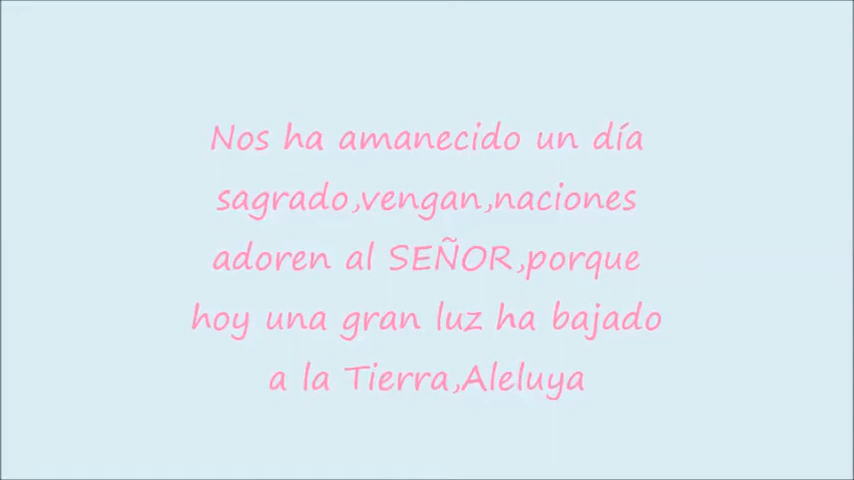 Nos ha amanecido un día
sagrado,vengan,naciones
adoren al SEÑOR,porque
hoy una gran luz ha bajado
a la Tierra,Aleluya